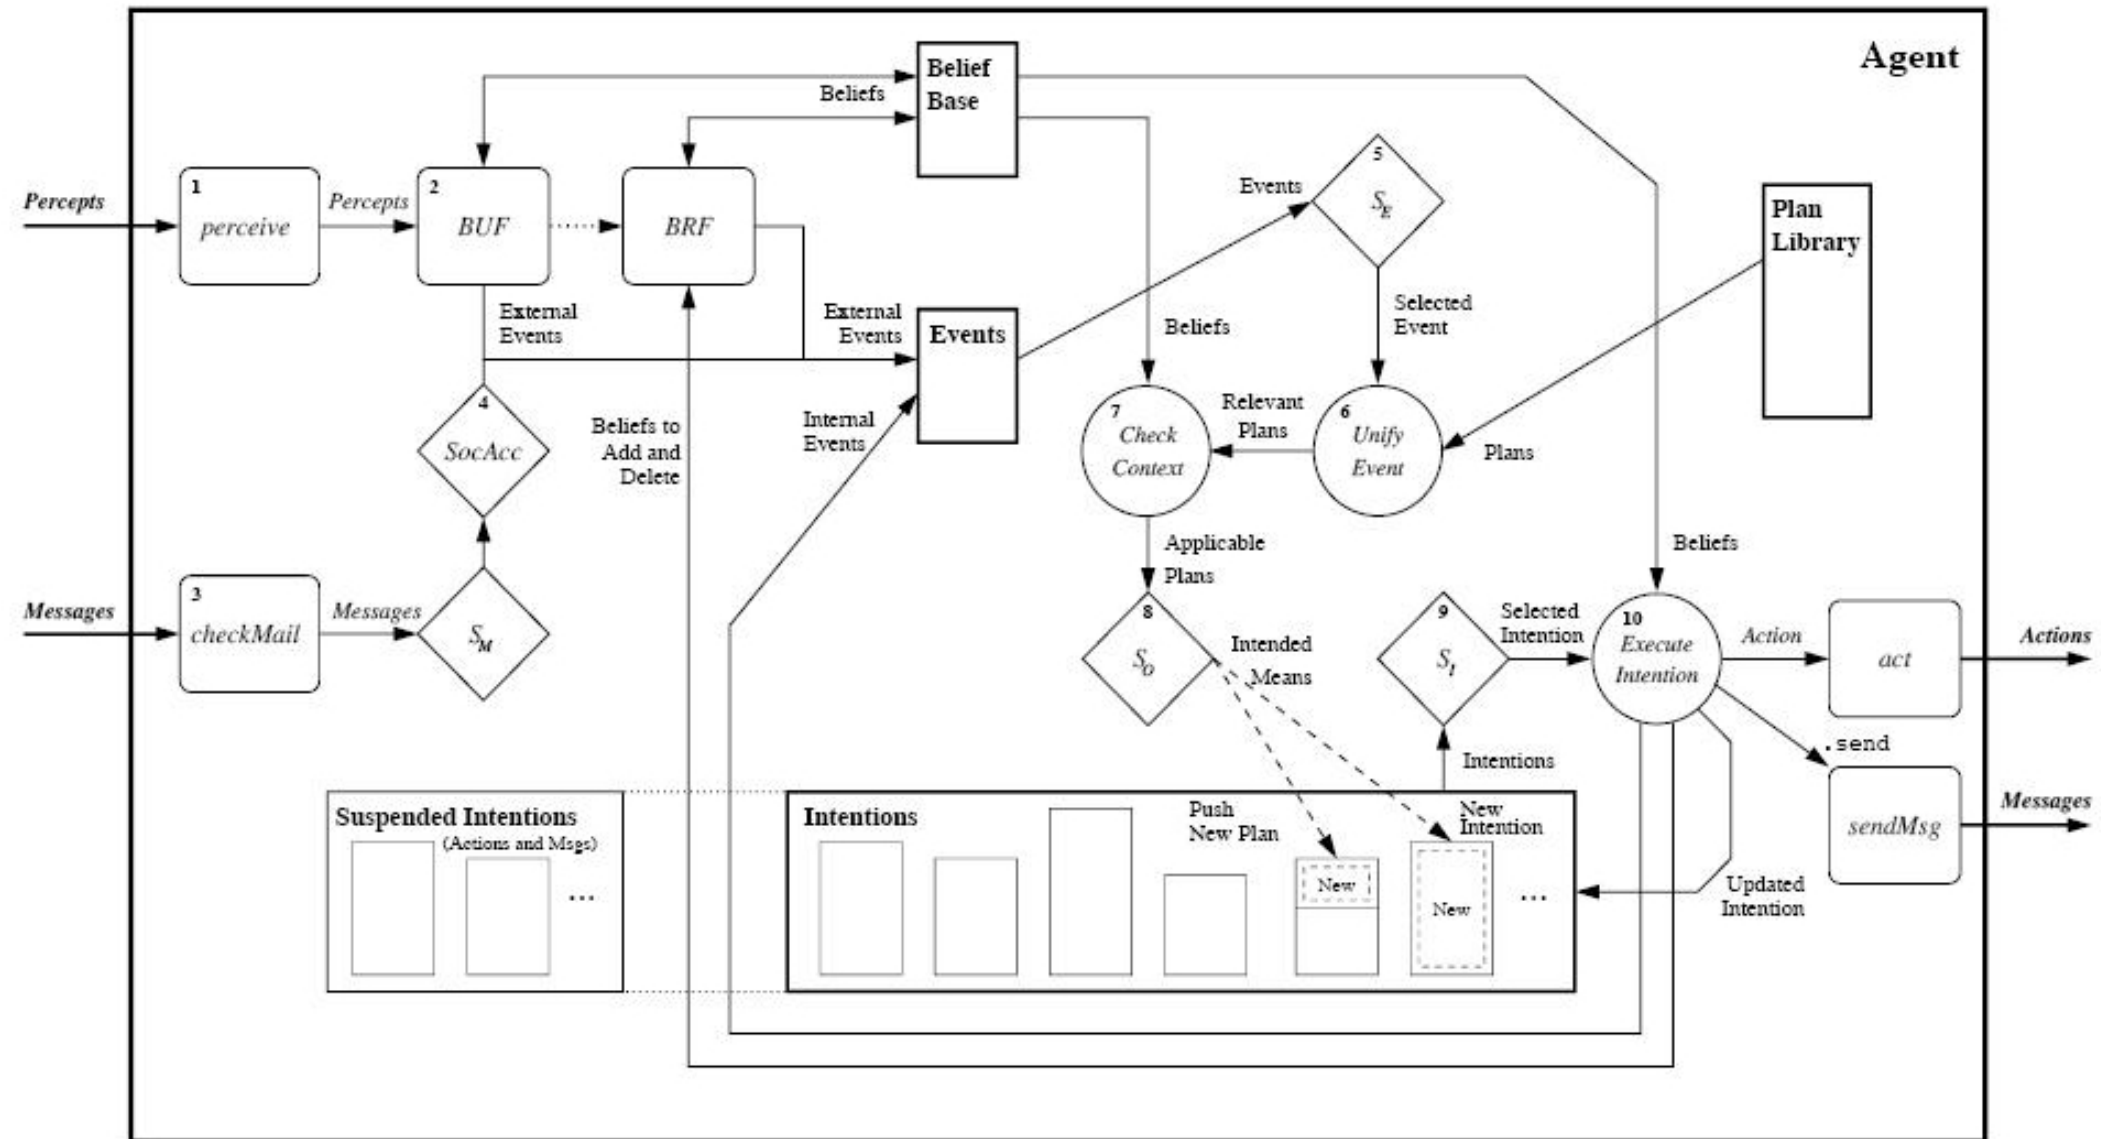 Agent
Belief
Base
Beliefs
5
S_E
Events
Plan
Library
Percepts
1
perceive
Percepts
2
BUF
BRF
External
Events
External
Events
Events
Beliefs
Selected
Event
4
SocAcc
Beliefs to
Add and
Delete
Internal
Events
7
Check
Context
Relevant
Plans
6
Unify
Event
Plans
Applicable
Plans
Beliefs
Messages
3
checkMail
Messages
S_M
8
S_O
Intended
Means
9
S_I
Selected
Intention
10
Execute
Intention
Action
act
Actions
.send
Intentions
Suspended Intentions
(Actions and Msgs)
...
Intentions
Push
New Plan
New
Intention
New
New
...
Updated
Intention
sendMsg
Messages